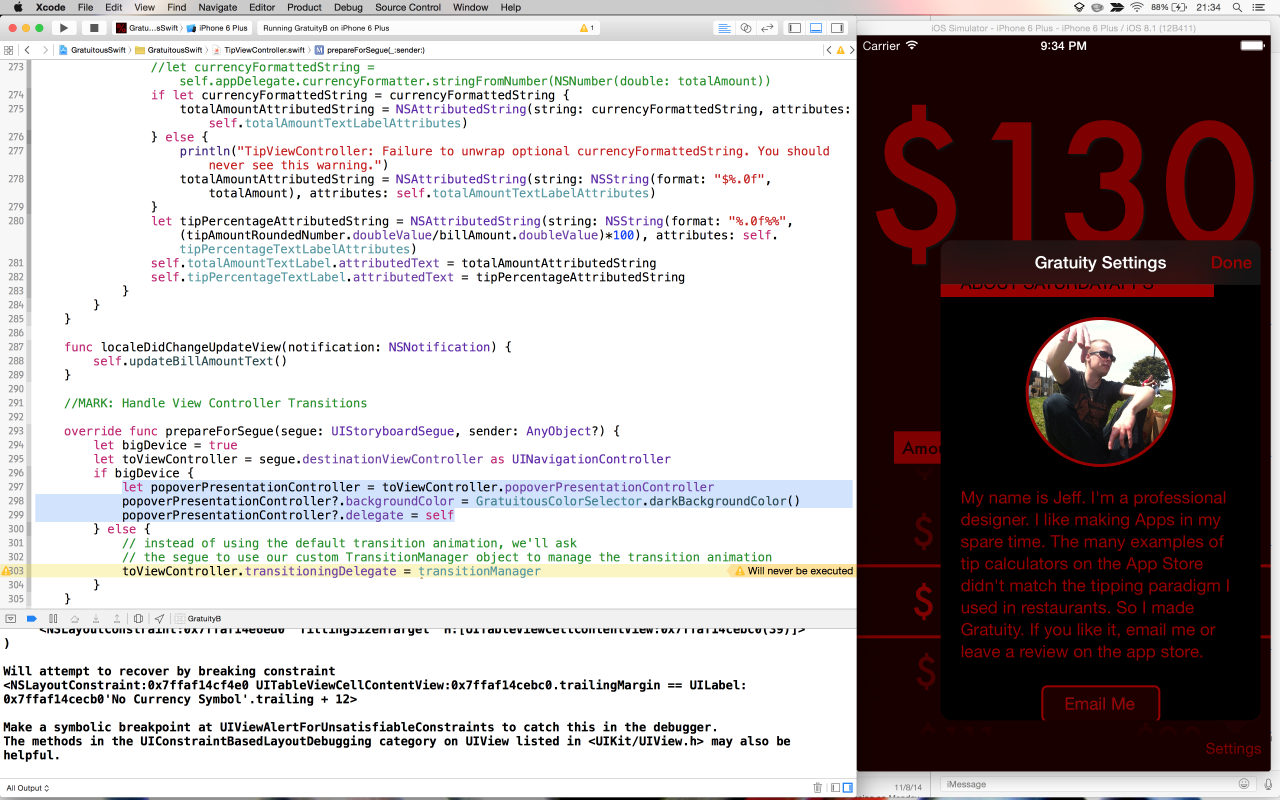 Xcode File Edit View Find Navigate Editor Product Debug Source Control Window Help 88% 21:34
Gratu...sSwift iPhone 6 Plus Running GratuityB on iPhone 6 Plus 1
iOS Simulator - iPhone 6 Plus - iPhone 6 Plus / iOS 8.1 (12B411)
GratuitousSwift GratuitousSwift TipViewController.swift M prepareForSegue(_:sender:)
273 //let currencyFormattedString =
self.appDelegate.currencyFormatter.stringFromNumber(NSNumber(double: totalAmount))
274 if let currencyFormattedString = currencyFormattedString {
275 totalAmountAttributedString = NSAttributedString(string: currencyFormattedString, attributes:
self.totalAmountTextLabelAttributes)
276 } else {
277 println("TipViewController: Failure to unwrap optional currencyFormattedString. You should
never see this warning.")
278 totalAmountAttributedString = NSAttributedString(string: NSString(format: "$%.0f",
totalAmount), attributes: self.totalAmountTextLabelAttributes)
279 }
280 let tipPercentageAttributedString = NSAttributedString(string: NSString(format: "%.0f%%",
(tipAmountRoundedNumber.doubleValue/billAmount.doubleValue)*100), attributes: self.
tipPercentageTextLabelAttributes)
281 self.totalAmountTextLabel.attributedText = totalAmountAttributedString
282 self.tipPercentageTextLabel.attributedText = tipPercentageAttributedString
283 }
284 }
285 }
286
287 func localeDidChangeUpdateView(notification: NSNotification) {
288 self.updateBillAmountText()
289 }
290
291 //MARK: Handle View Controller Transitions
292
293 override func prepareForSegue(segue: UIStoryboardSegue, sender: AnyObject?) {
294 let bigDevice = true
295 let toViewController = segue.destinationViewController as UINavigationController
296 if bigDevice {
297 let popoverPresentationController = toViewController.popoverPresentationController
298 popoverPresentationController?.backgroundColor = GratuitousColorSelector.darkBackgroundColor()
299 popoverPresentationController?.delegate = self
300 } else {
301 // instead of using the default transition animation, we'll ask
302 // the segue to use our custom TransitionManager object to manage the transition animation
303 toViewController.transitioningDelegate = transitionManager Will never be executed
304 }
305 }
GratuityB
)
Will attempt to recover by breaking constraint
<NSLayoutConstraint:0x7ffaf14cf4e0 UITableViewCellContentView:0x7ffaf14cebc0.trailingMargin == UILabel:
0x7ffaf14cecb0'No Currency Symbol'.trailing + 12>
Make a symbolic breakpoint at UIViewAlertForUnsatisfiableConstraints to catch this in the debugger.
The methods in the UIConstraintBasedLayoutDebugging category on UIView listed in <UIKit/UIView.h> may also be
helpful.
All Output
Carrier 9:34 PM
$130
Gratuity Settings Done
ABOUT SATURDAYAPPS
Amo
$
$
$
My name is Jeff. I'm a professional
designer. I like making Apps in my
spare time. The many examples of
tip calculators on the App Store
didn't match the tipping paradigm I
used in restaurants. So I made
Gratuity. If you like it, email me or
leave a review on the app store.
Email Me
Settings
11/8/14
iMessage